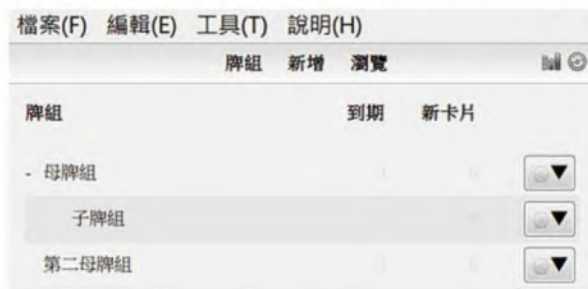 檔案(F) 編輯(E) 工具(T) 說明(H)
牌組 新增 瀏覽
牌組 到期 新卡片
- 母牌組
子牌組
第二母牌組